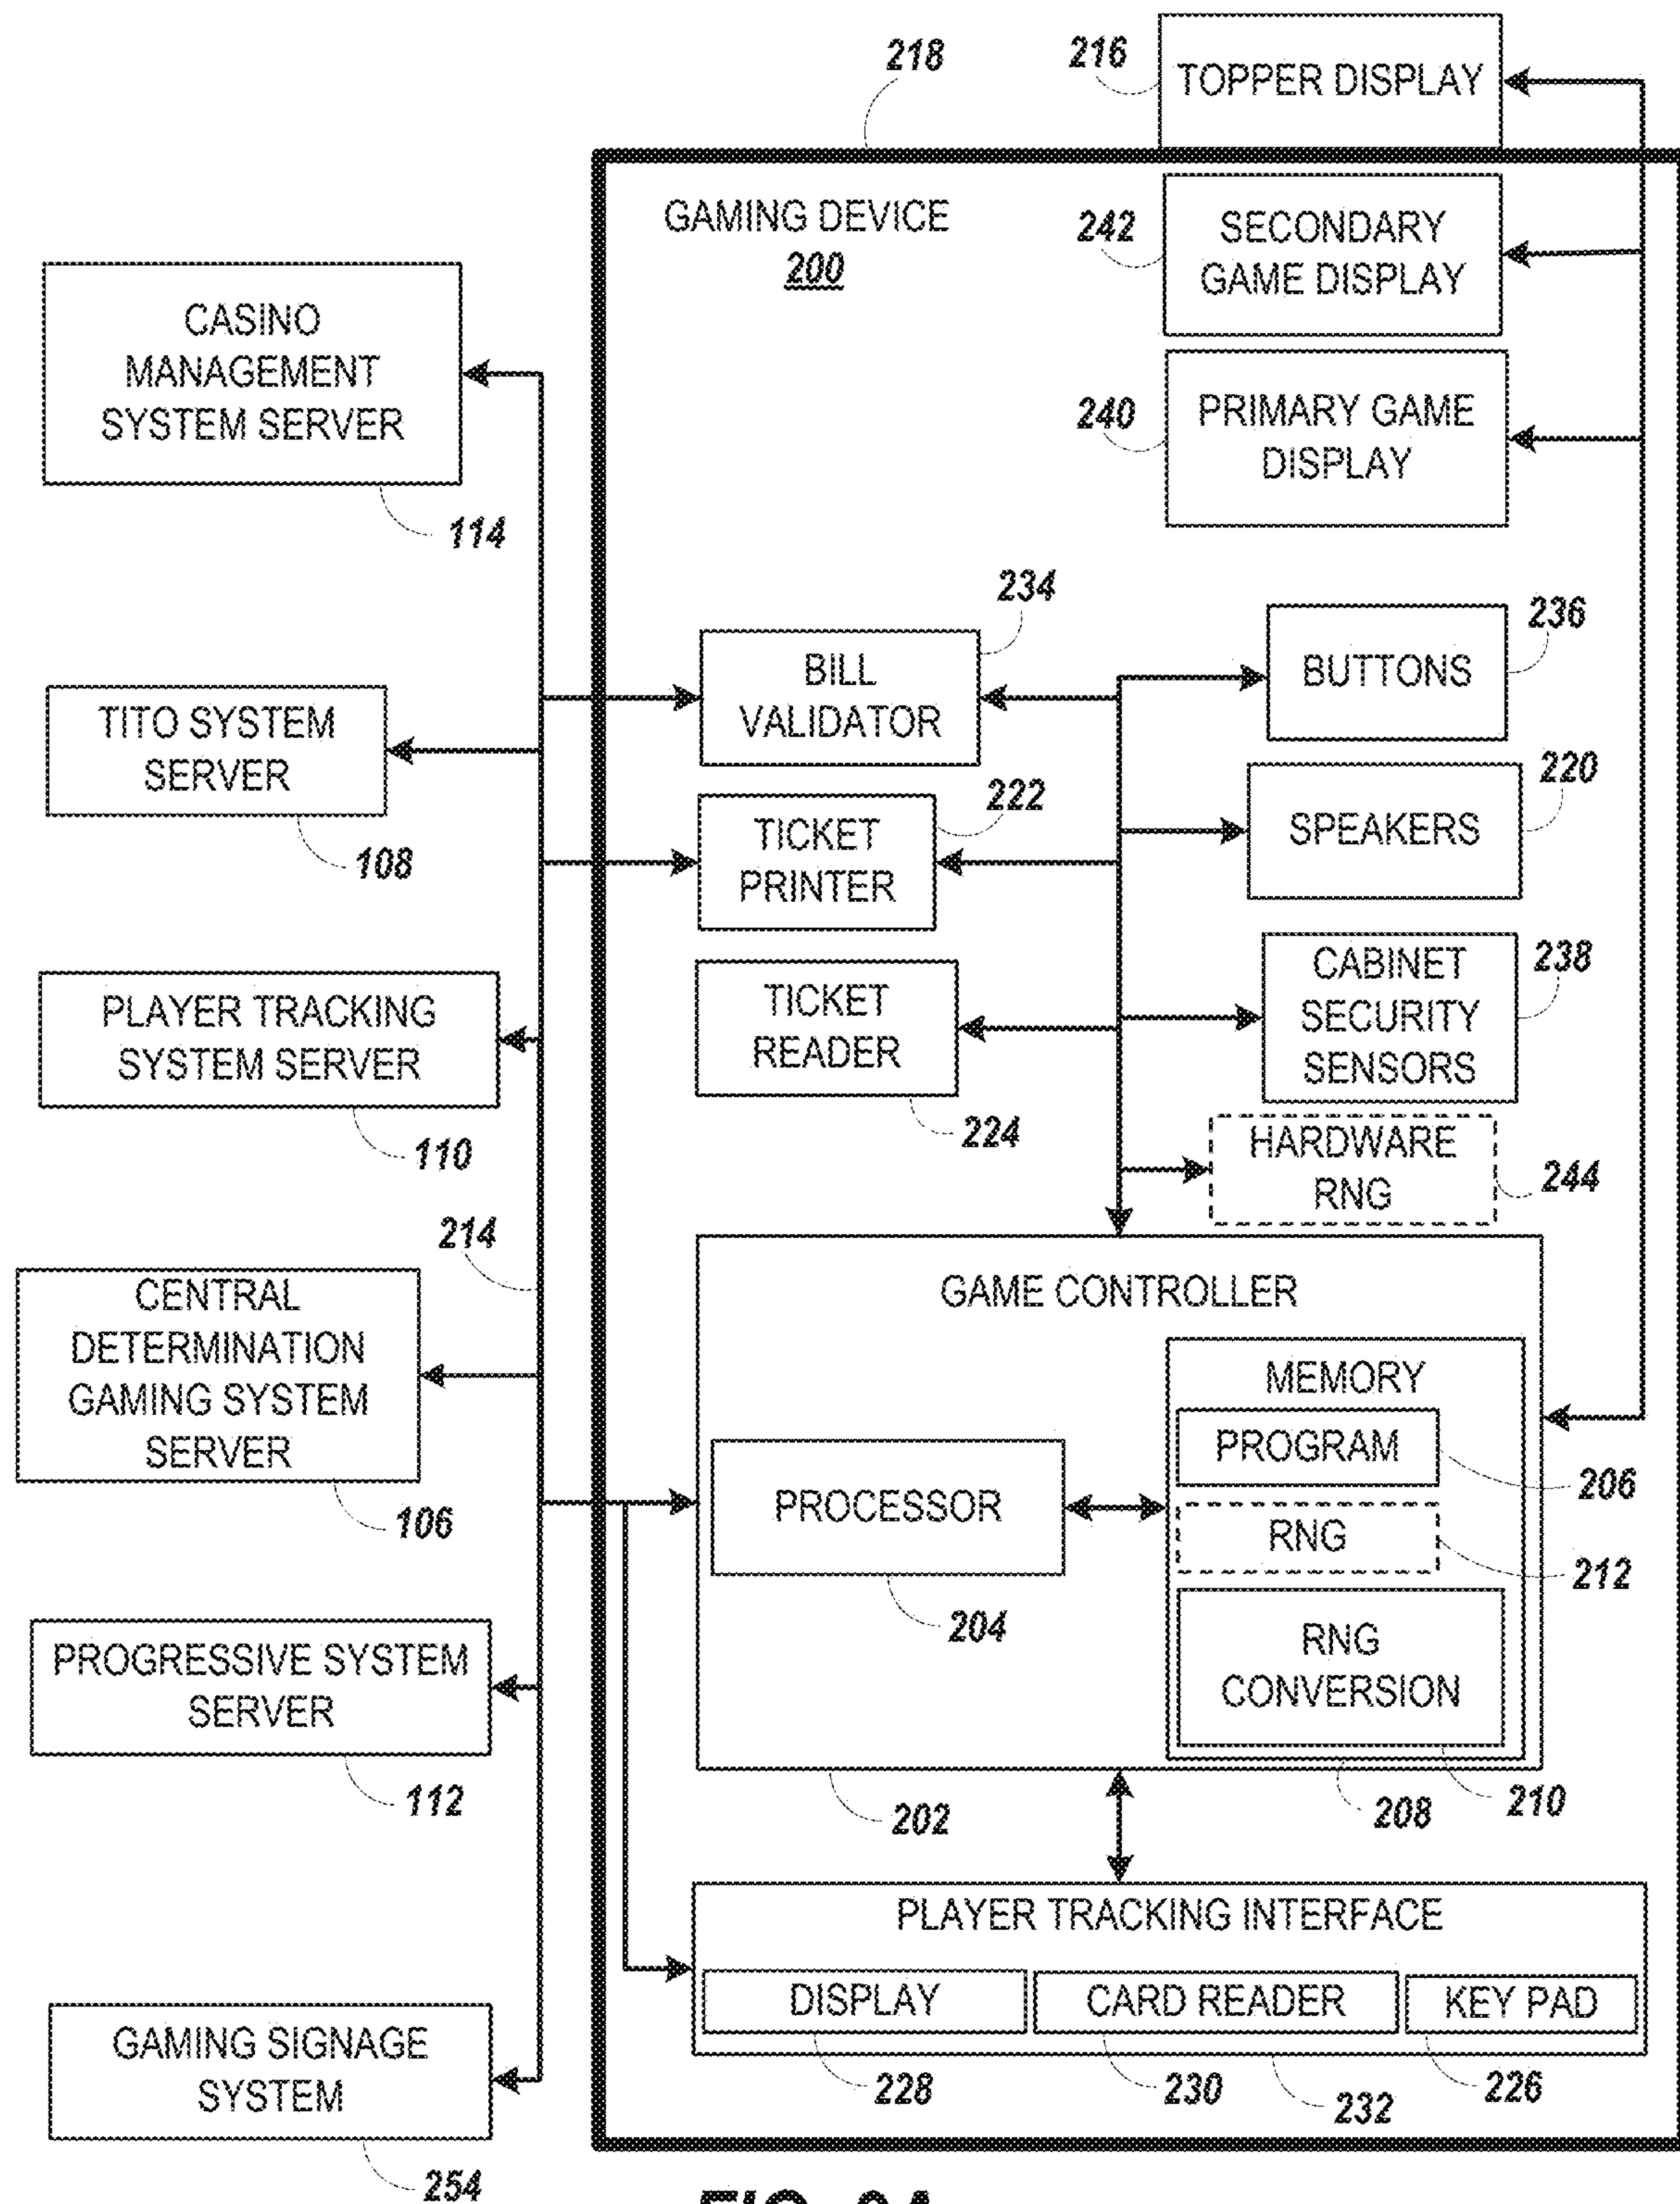 218
216
TOPPER DISPLAY
GAMING DEVICE
200
242
SECONDARY
GAME DISPLAY
240
PRIMARY GAME
DISPLAY
CASINO
MANAGEMENT
SYSTEM SERVER
114
234
BILL
VALIDATOR
236
BUTTONS
TITO SYSTEM
SERVER
108
222
TICKET
PRINTER
220
SPEAKERS
PLAYER TRACKING
SYSTEM SERVER
110
TICKET
READER
224
238
CABINET
SECURITY
SENSORS
HARDWARE
RNG
244
214
CENTRAL
DETERMINATION
GAMING SYSTEM
SERVER
106
GAME CONTROLLER
PROCESSOR
204
MEMORY
PROGRAM
206
RNG
212
RNG
CONVERSION
202
208
210
PROGRESSIVE SYSTEM
SERVER
112
PLAYER TRACKING INTERFACE
DISPLAY
CARD READER
KEY PAD
228
230
232
226
GAMING SIGNAGE
SYSTEM
254